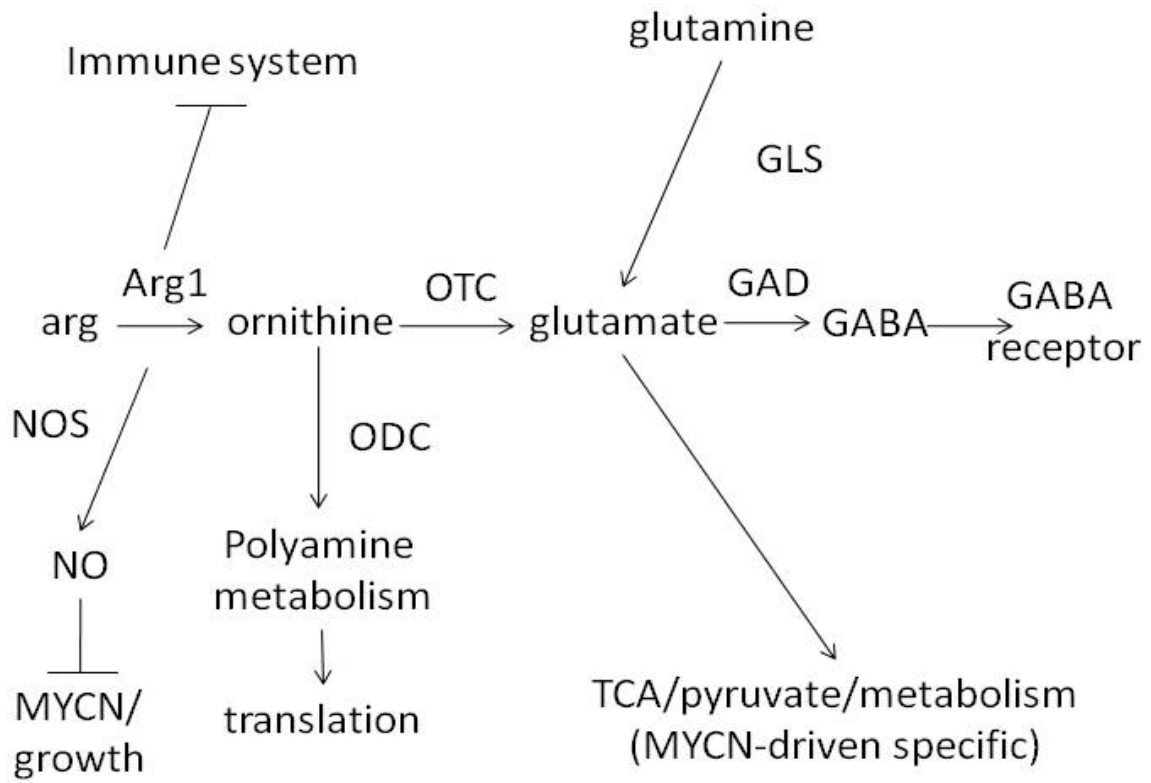 glutamine
Immune system
GLS
Arg1
OTC
GAD
GABA
receptor
arg
ornithine
glutamate
GABA
NOS
ODC
NO
Polyamine
metabolism
MYCN/
growth
translation
TCA/pyruvate/metabolism
(MYCN-driven specific)